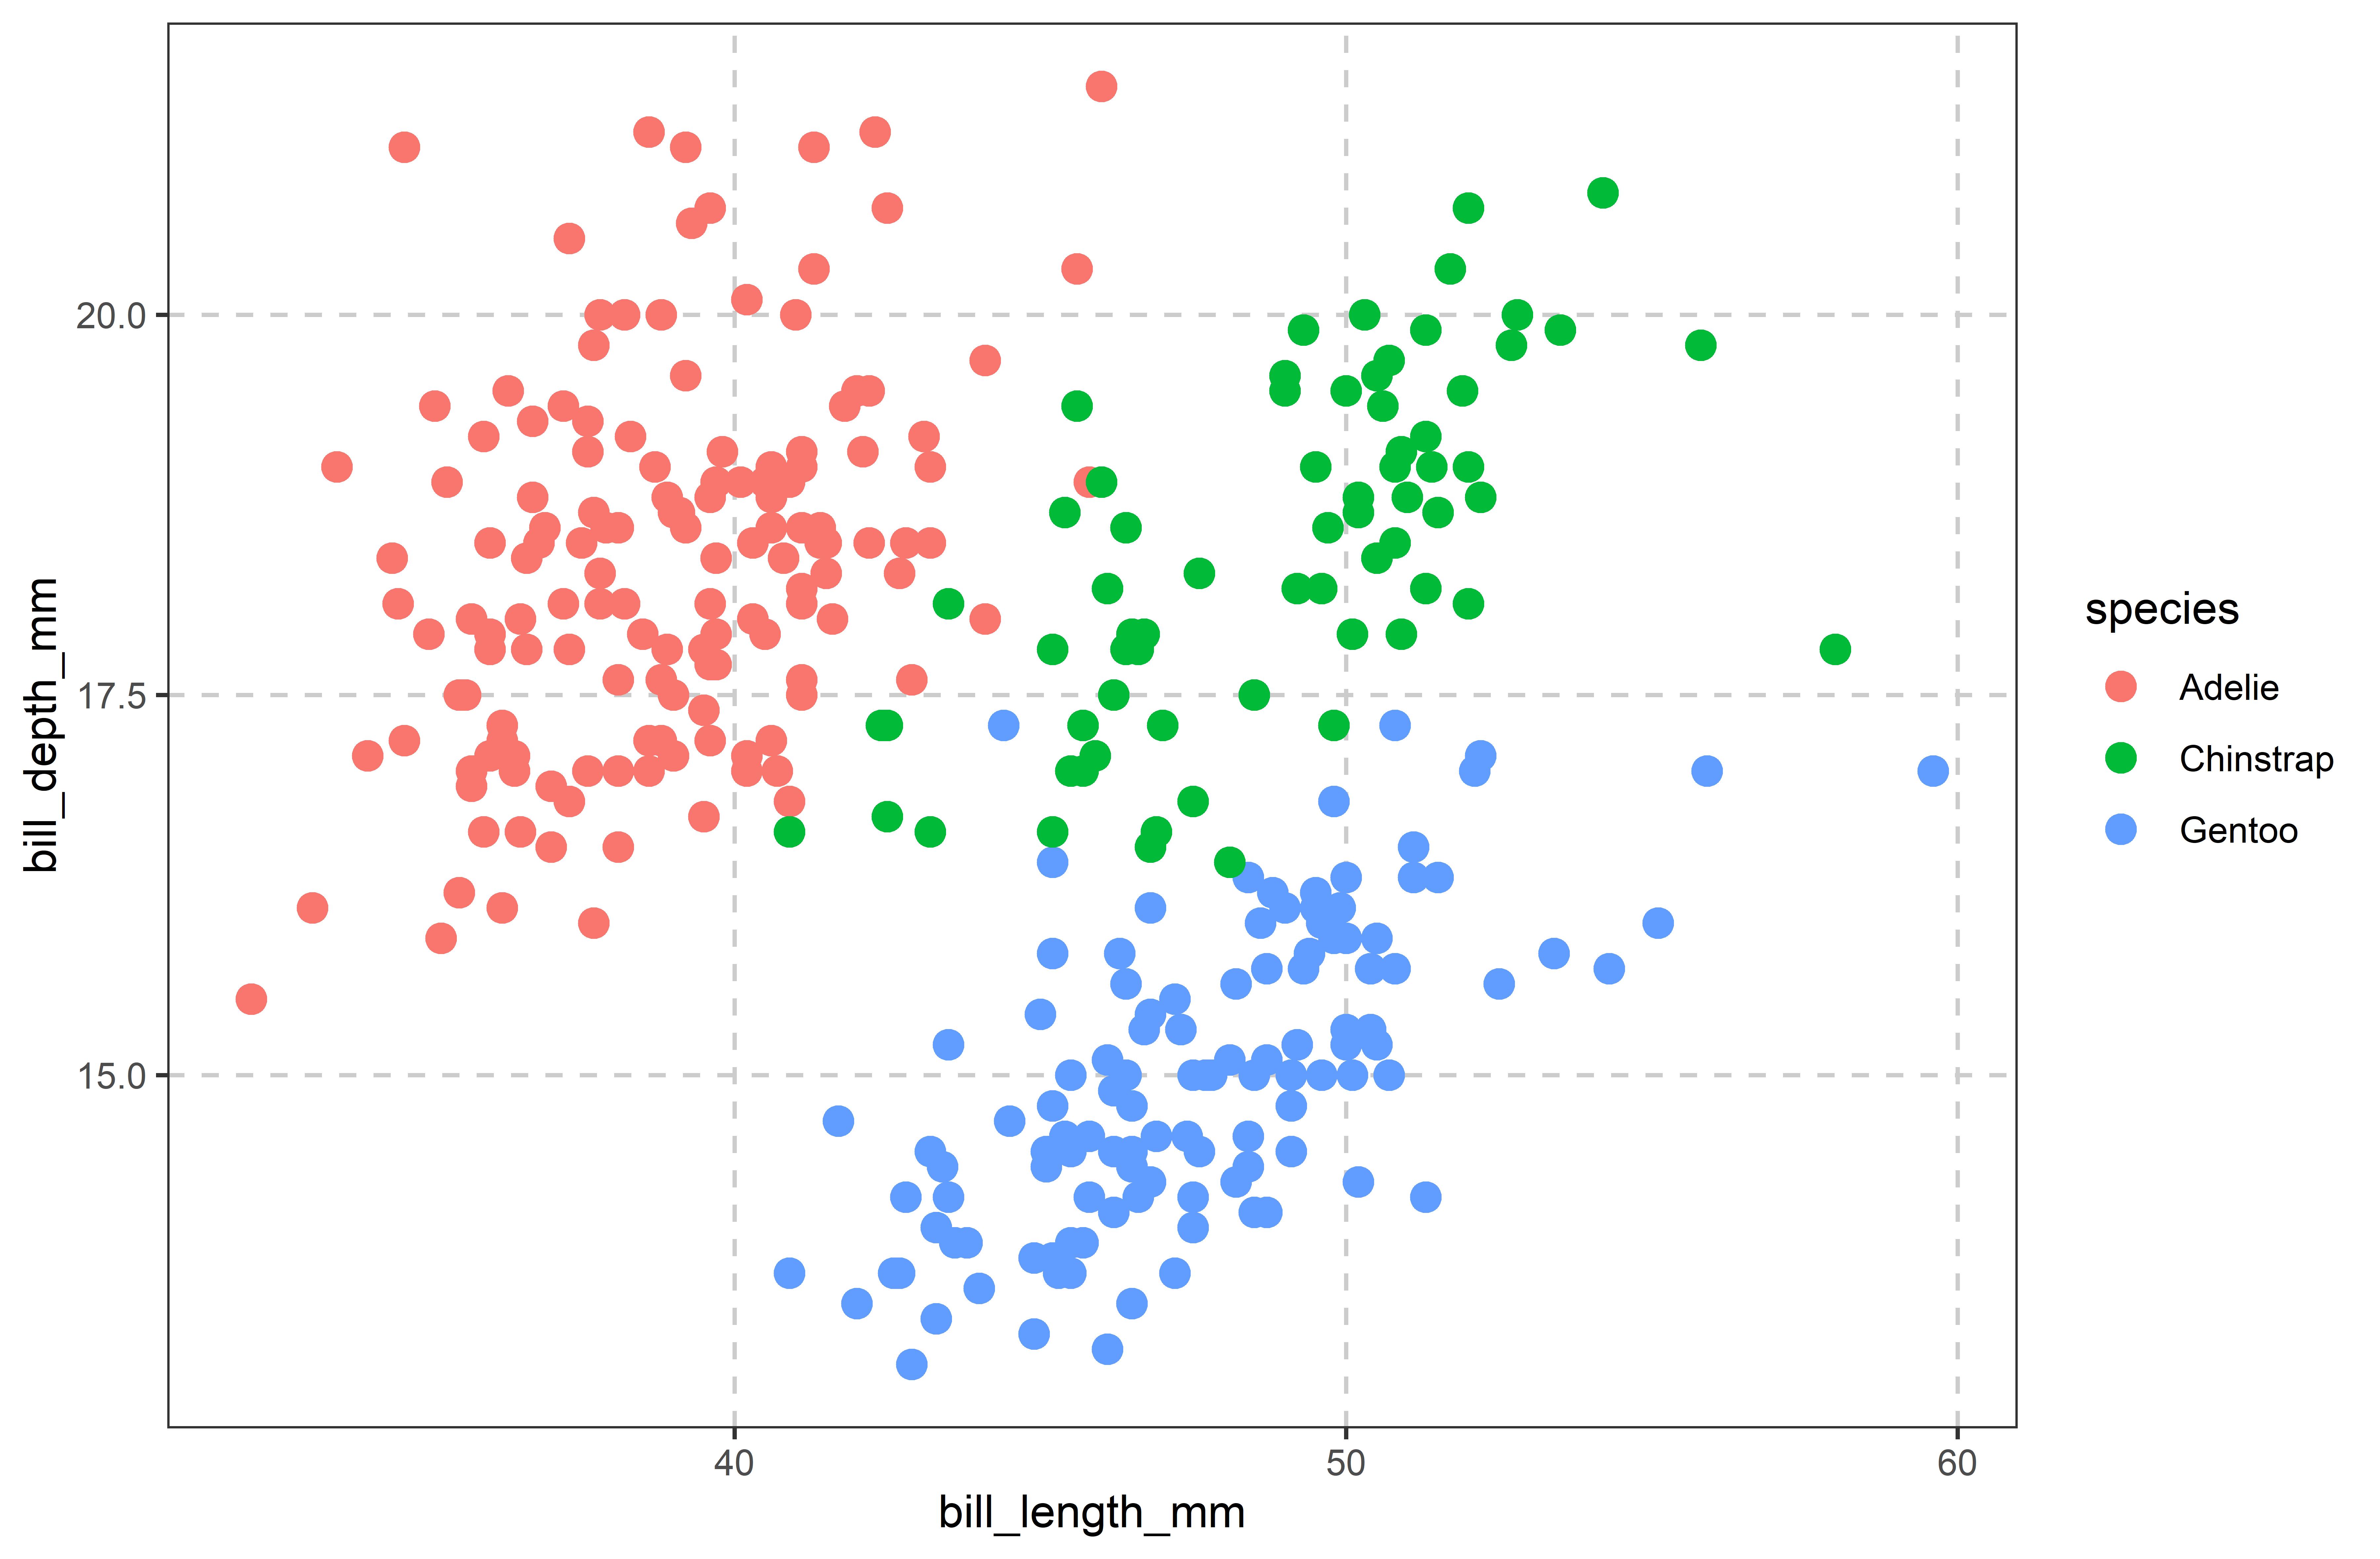 20.0
17.5
15.0
bill_depth_mm
40 50 60
bill_length_mm
species
Adelie
Chinstrap
Gentoo